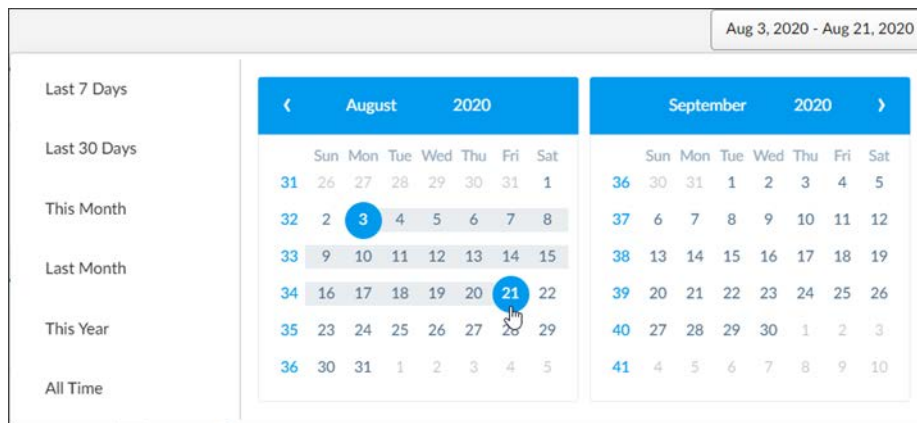 Aug 3, 2020 - Aug 21, 2020
Last 7 Days
Last 30 Days
This Month
Last Month
This Year
All Time
‹ August 2020
Sun Mon Tue Wed Thu Fri Sat
31 26 27 28 29 30 31 1
32 2 3 4 5 6 7 8
33 9 10 11 12 13 14 15
34 16 17 18 19 20 21 22
35 23 24 25 26 27 28 29
36 30 31 1 2 3 4 5
September 2020 ›
Sun Mon Tue Wed Thu Fri Sat
36 30 31 1 2 3 4 5
37 6 7 8 9 10 11 12
38 13 14 15 16 17 18 19
39 20 21 22 23 24 25 26
40 27 28 29 30 1 2 3
41 4 5 6 7 8 9 10